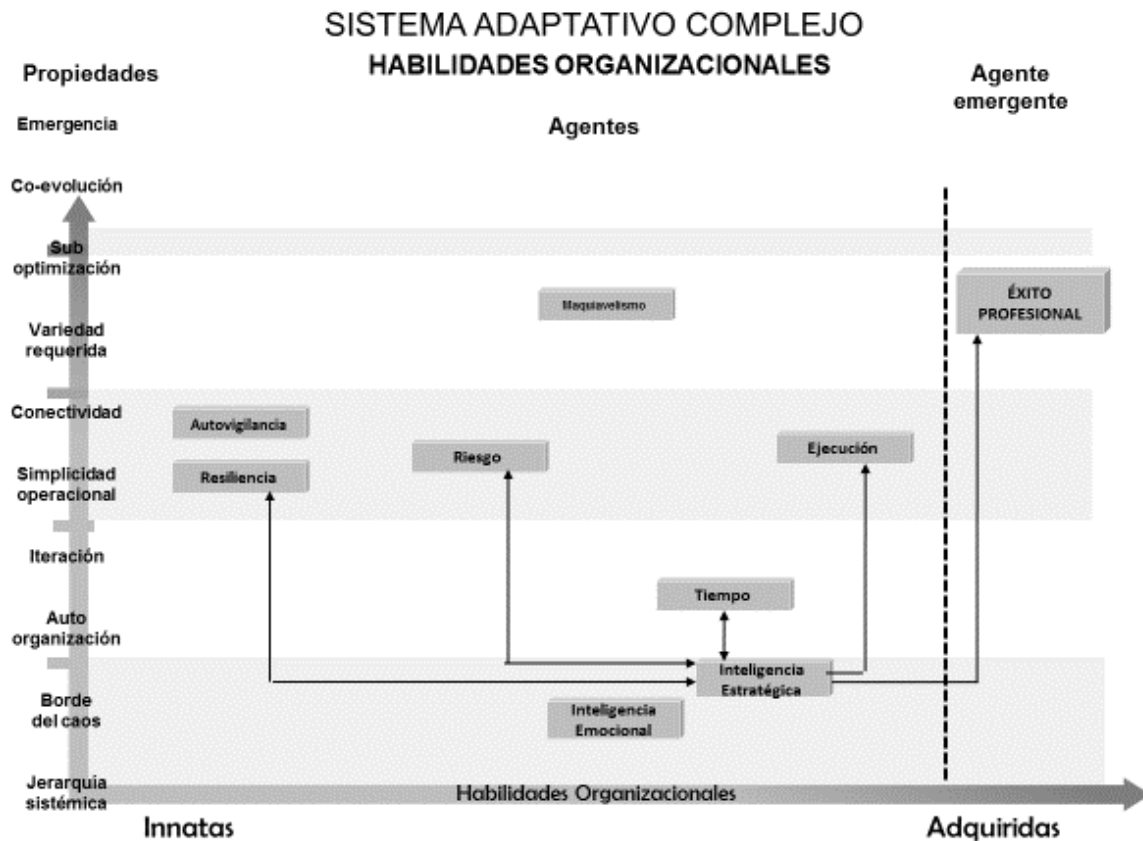 SISTEMA ADAPTATIVO COMPLEJO
HABILIDADES ORGANIZACIONALES
Propiedades
Agente
emergente
Emergencia
Agentes
Co-evolución
Sub
optimización
Maquiavelismo
ÉXITO
PROFESIONAL
Variedad
requerida
Conectividad
Autovigilancia
Riesgo
Ejecución
Simplicidad
operacional
Resiliencia
Iteración
Tiempo
Auto
organización
Inteligencia
Estratégica
Borde
del caos
Inteligencia
Emocional
Jerarquia
sistémica
Habilidades Organizacionales
Innatas
Adquiridas